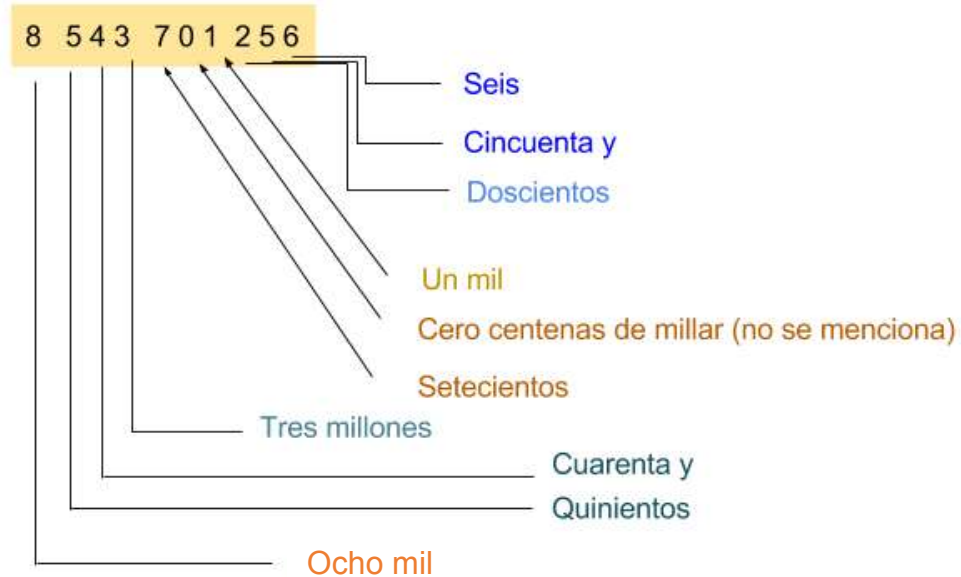 8 543 701 256
Seis
Cincuenta y
Doscientos
Un mil
Cero centenas de millar (no se menciona)
Setecientos
Tres millones
Cuarenta y
Quinientos
Ocho mil